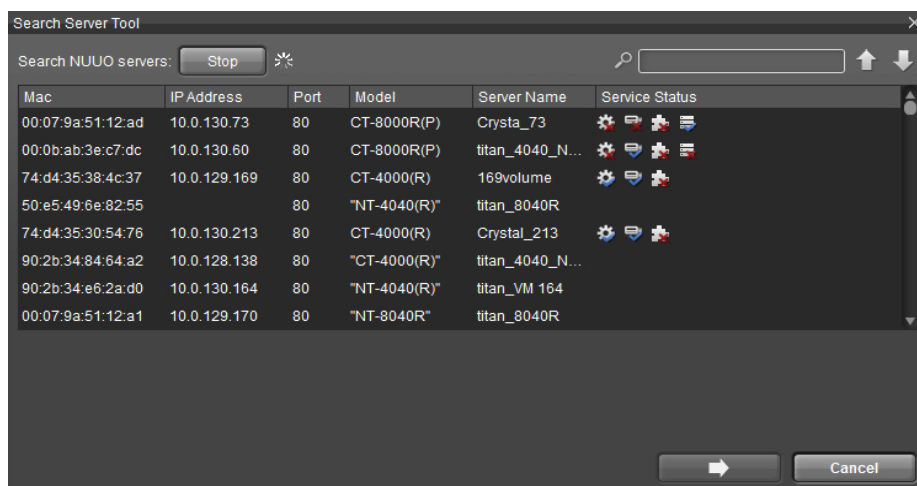 Search Server Tool
Search NUUO servers: Stop
Mac IP Address Port Model Server Name Service Status
00:07:9a:51:12:ad 10.0.130.73 80 CT-8000R(P) Crysta_73
00:0b:ab:3e:c7:dc 10.0.130.60 80 CT-8000R(P) titan_4040_N...
74:d4:35:38:4c:37 10.0.129.169 80 CT-4000(R) 169volume
50:e5:49:6e:82:55 80 "NT-4040(R)" titan_8040R
74:d4:35:30:54:76 10.0.130.213 80 CT-4000(R) Crystal_213
90:2b:34:84:64:a2 10.0.128.138 80 "CT-4000(R)" titan_4040_N...
90:2b:34:e6:2a:d0 10.0.130.164 80 "NT-4040(R)" titan_VM 164
00:07:9a:51:12:a1 10.0.129.170 80 "NT-8040R" titan_8040R
Cancel